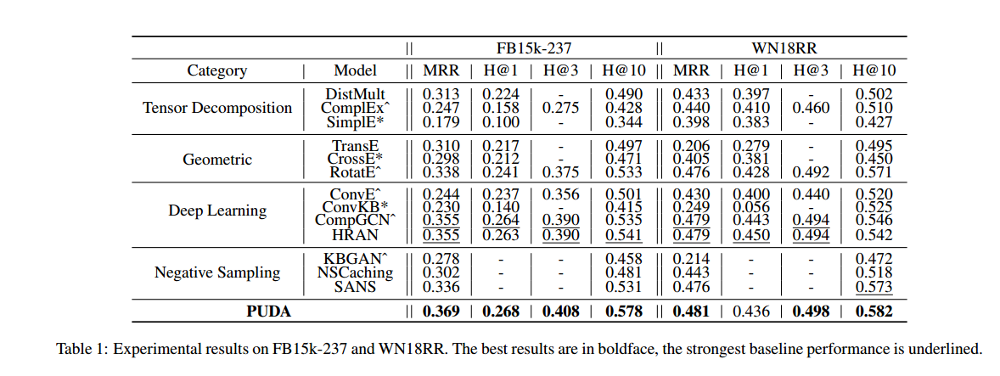 FB15k-237 WN18RR
Category Model MRR H@1 H@3 H@10 MRR H@1 H@3 H@10
DistMult 0.313 0.224 - 0.490 0.433 0.397 - 0.502
Tensor Decomposition ComplExˆ 0.247 0.158 0.275 0.428 0.440 0.410 0.460 0.510
SimplE* 0.179 0.100 - 0.344 0.398 0.383 - 0.427
TransE 0.310 0.217 - 0.497 0.206 0.279 - 0.495
Geometric CrossE* 0.298 0.212 - 0.471 0.405 0.381 - 0.450
RotatEˆ 0.338 0.241 0.375 0.533 0.476 0.428 0.492 0.571
ConvEˆ 0.244 0.237 0.356 0.501 0.430 0.400 0.440 0.520
Deep Learning ConvKB* 0.230 0.140 - 0.415 0.249 0.056 - 0.525
CompGCNˆ 0.355 0.264 0.390 0.535 0.479 0.443 0.494 0.546
HRAN 0.355 0.263 0.390 0.541 0.479 0.450 0.494 0.542
KBGANˆ 0.278 - - 0.458 0.214 - - 0.472
Negative Sampling NSCaching 0.302 - - 0.481 0.443 - - 0.518
SANS 0.336 - - 0.531 0.476 - - 0.573
PUDA 0.369 0.268 0.408 0.578 0.481 0.436 0.498 0.582
Table 1: Experimental results on FB15k-237 and WN18RR. The best results are in boldface, the strongest baseline performance is underlined.